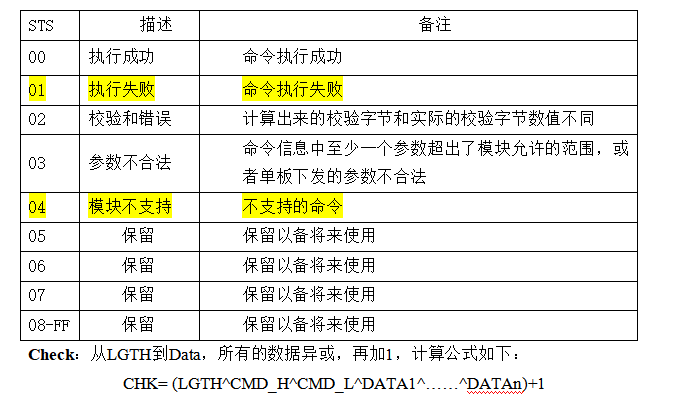 STS 描述 备注
00 执行成功 命令执行成功
01 执行失败 命令执行失败
02 校验和错误 计算出来的校验字节和实际的校验字节数值不同
03 参数不合法 命令信息中至少一个参数超出了模块允许的范围，或
者单板下发的参数不合法
04 模块不支持 不支持的命令
05 保留 保留以备将来使用
06 保留 保留以备将来使用
07 保留 保留以备将来使用
08-FF 保留 保留以备将来使用
Check：从LGTH到Data，所有的数据异或，再加1，计算公式如下：
CHK= (LGTH^CMD_H^CMD_L^DATA1^……^DATAn)+1